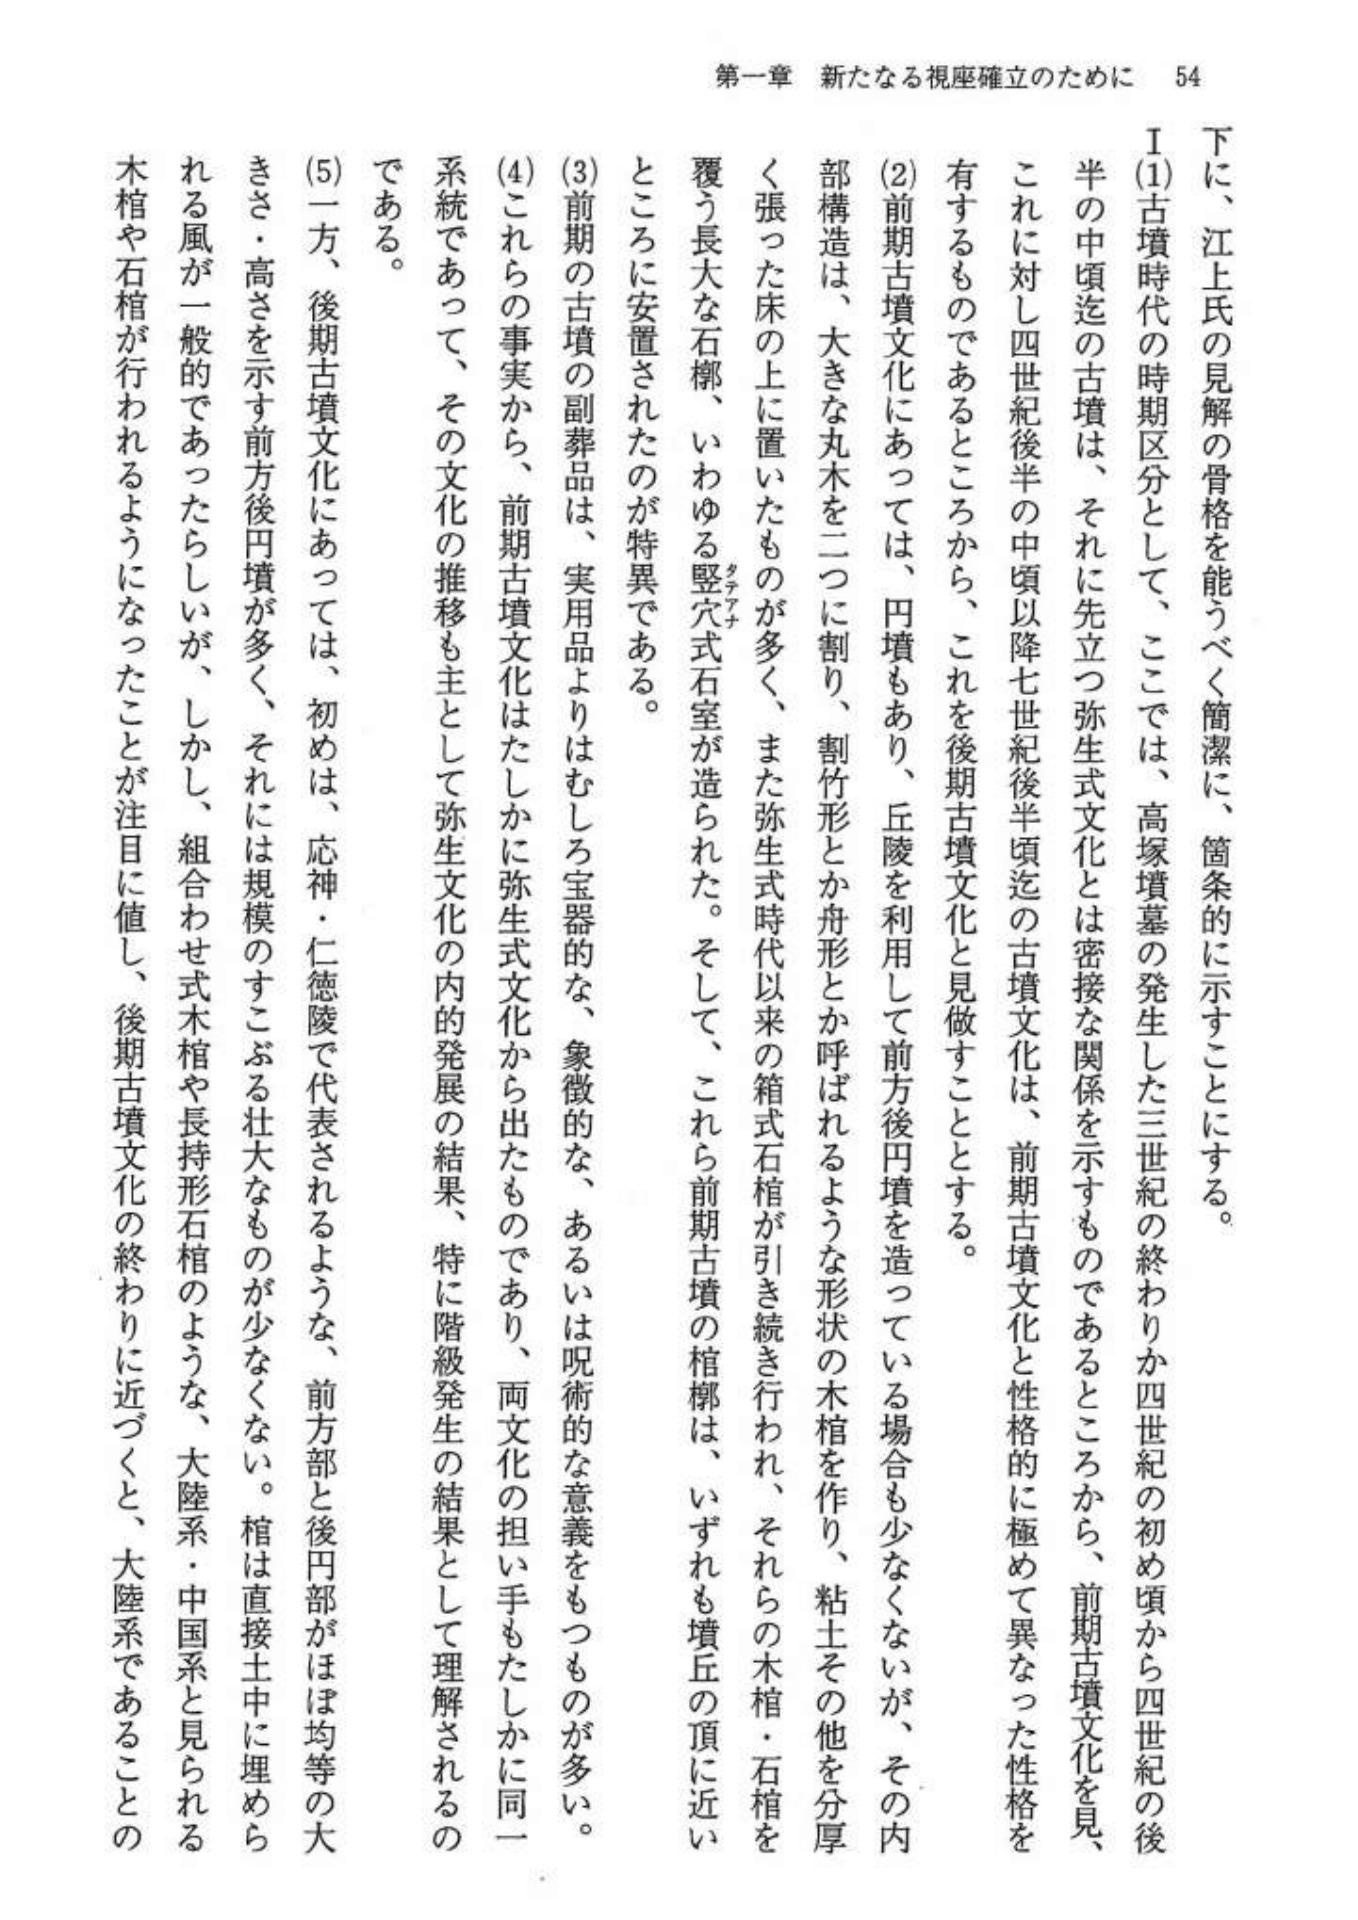 第一章　新たなる視座確立のために　54
下に、江上氏の見解の骨格を能うべく簡潔に、箇条的に示すことにする。
Ⅰ(1)古墳時代の時期区分として、ここでは、高塚墳墓の発生した三世紀の終わりか四世紀の初め頃から四世紀の後
半の中頃迄の古墳は、それに先立つ弥生式文化とは密接な関係を示すものであるところから、前期古墳文化を見、
これに対し四世紀後半の中頃以降七世紀後半頃迄の古墳文化は、前期古墳文化と性格的に極めて異なった性格を
有するものであるところから、これを後期古墳文化と見做すこととする。
(2)前期古墳文化にあっては、円墳もあり、丘陵を利用して前方後円墳を造っている場合も少なくないが、その内
部構造は、大きな丸木を二つに割り、割竹形とか舟形とか呼ばれるような形状の木棺を作り、粘土その他を分厚
く張った床の上に置いたものが多く、また弥生式時代以来の箱式石棺が引き続き行われ、それらの木棺・石棺を
覆う長大な石槨、いわゆる竪穴タテアナ式石室が造られた。そして、これら前期古墳の棺槨は、いずれも墳丘の頂に近い
ところに安置されたのが特異である。
(3)前期の古墳の副葬品は、実用品よりはむしろ宝器的な、象徴的な、あるいは呪術的な意義をもつものが多い。
(4)これらの事実から、前期古墳文化はたしかに弥生式文化から出たものであり、両文化の担い手もたしかに同一
系統であって、その文化の推移も主として弥生文化の内的発展の結果、特に階級発生の結果として理解されるの
である。
(5)一方、後期古墳文化にあっては、初めは、応神・仁徳陵で代表されるような、前方部と後円部がほぼ均等の大
きさ・高さを示す前方後円墳が多く、それには規模のすこぶる壮大なものが少なくない。棺は直接土中に埋めら
れる風が一般的であったらしいが、しかし、組合わせ式木棺や長持形石棺のような、大陸系・中国系と見られる
木棺や石棺が行われるようになったことが注目に値し、後期古墳文化の終わりに近づくと、大陸系であることの